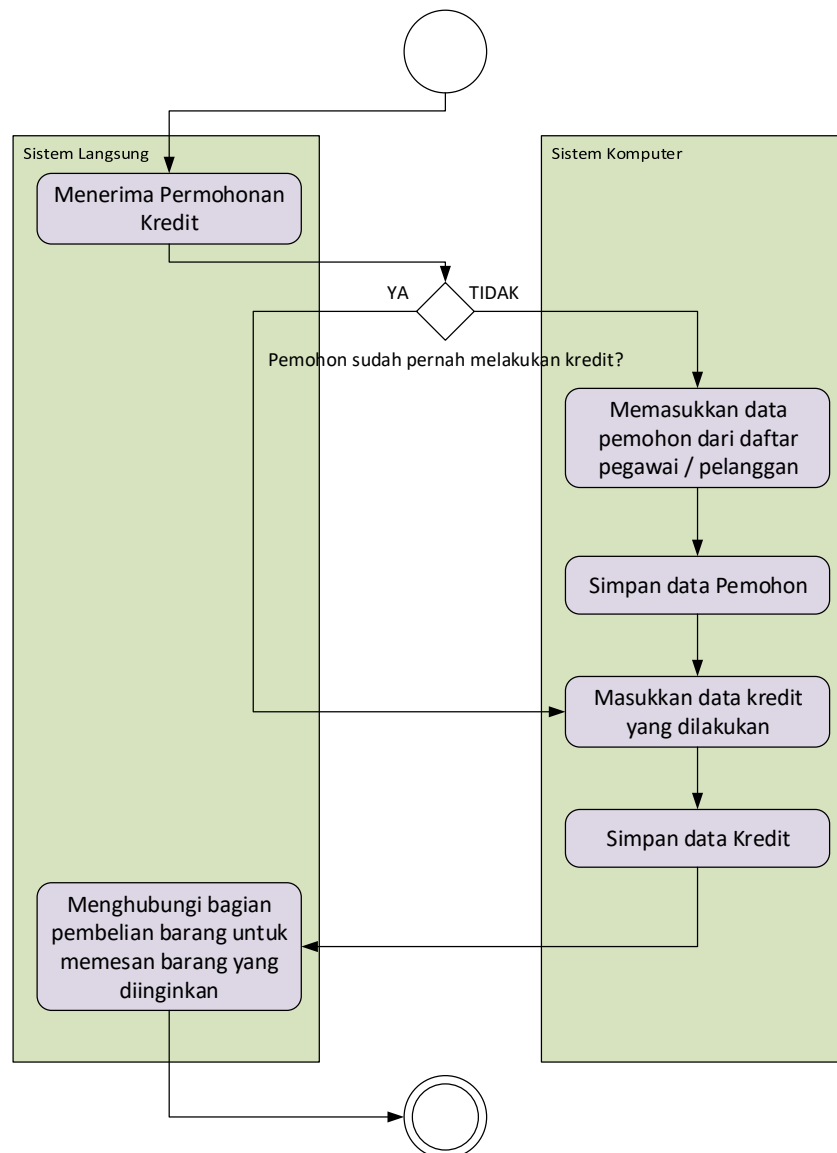 Sistem Langsung
Sistem Komputer
Menerima Permohonan
Kredit
YA
TIDAK
Pemohon sudah pernah melakukan kredit?
Memasukkan data
pemohon dari daftar
pegawai / pelanggan
Simpan data Pemohon
Masukkan data kredit
yang dilakukan
Simpan data Kredit
Menghubungi bagian
pembelian barang untuk
memesan barang yang
diinginkan